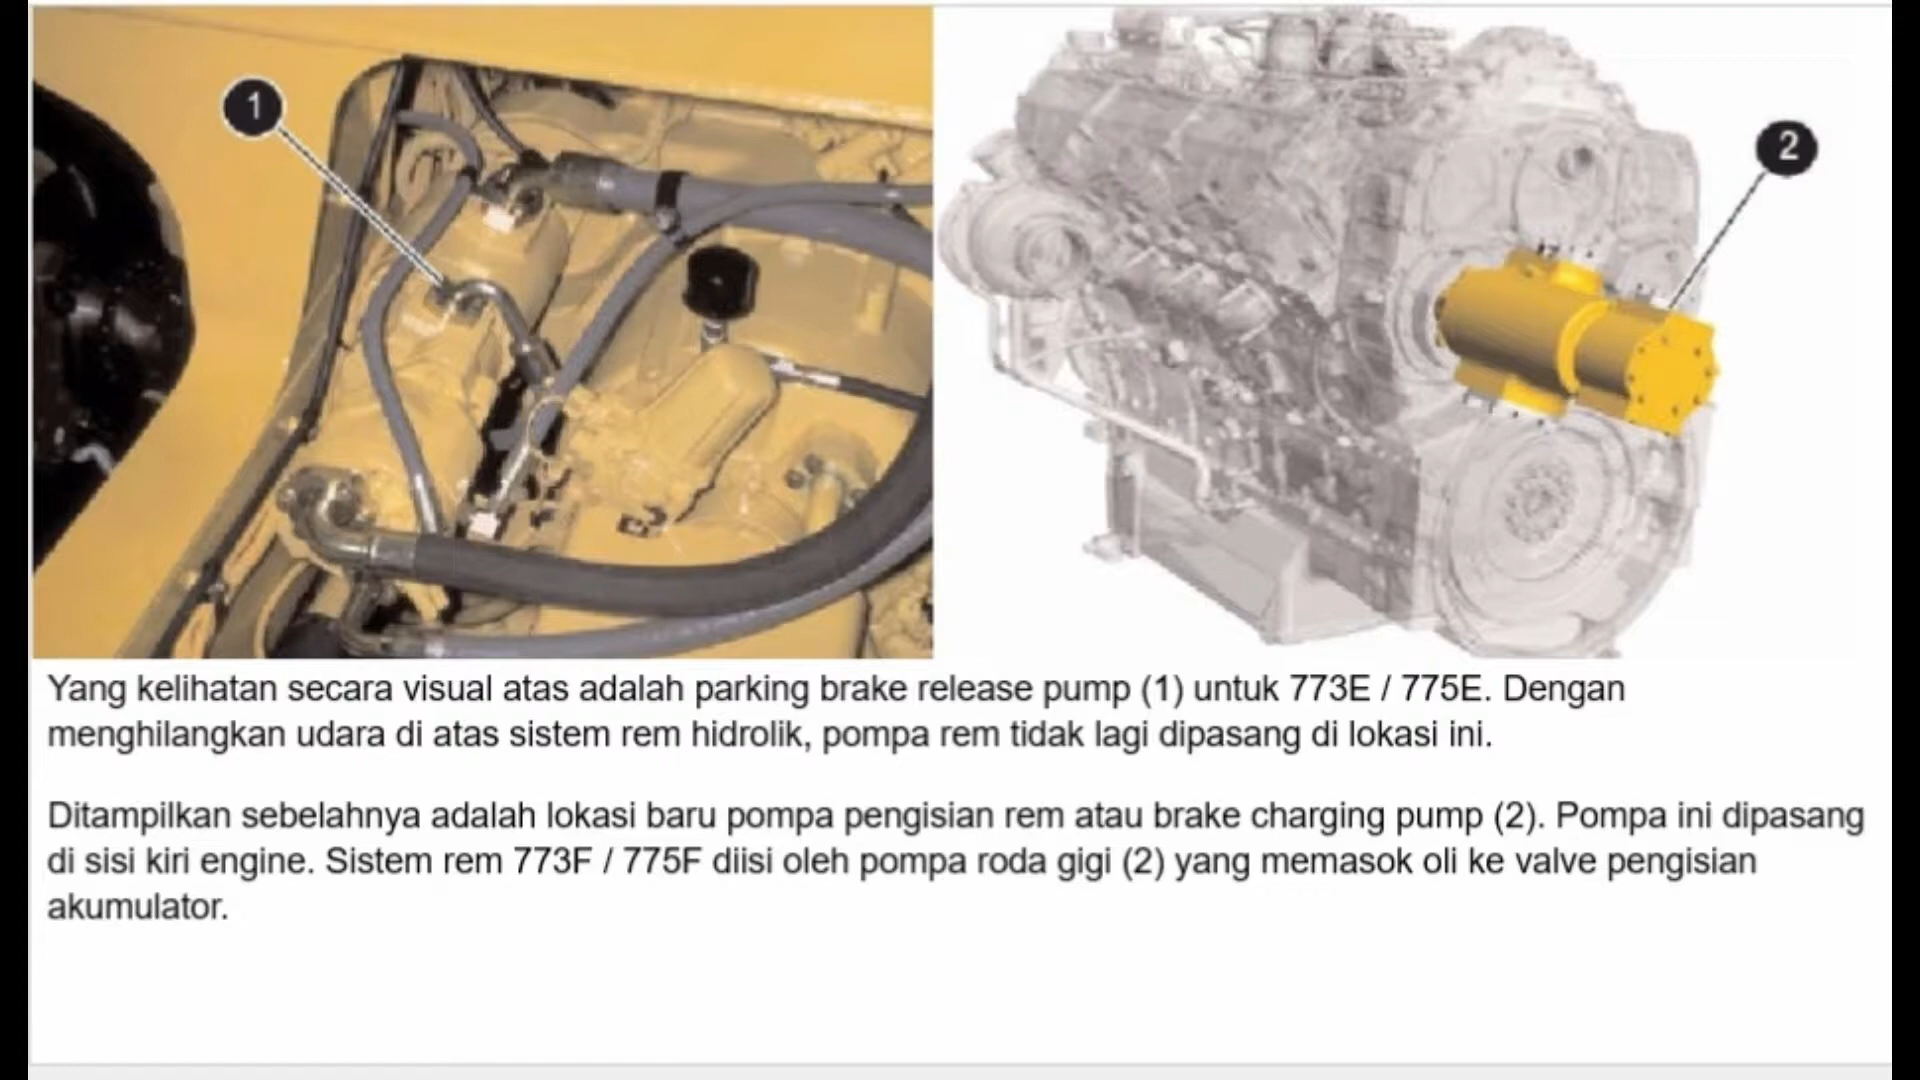 1
2
Yang kelihatan secara visual atas adalah parking brake release pump (1) untuk 773E / 775E. Dengan
menghilangkan udara di atas sistem rem hidrolik, pompa rem tidak lagi dipasang di lokasi ini.
Ditampilkan sebelahnya adalah lokasi baru pompa pengisian rem atau brake charging pump (2). Pompa ini dipasang
di sisi kiri engine. Sistem rem 773F / 775F diisi oleh pompa roda gigi (2) yang memasok oli ke valve pengisian
akumulator.